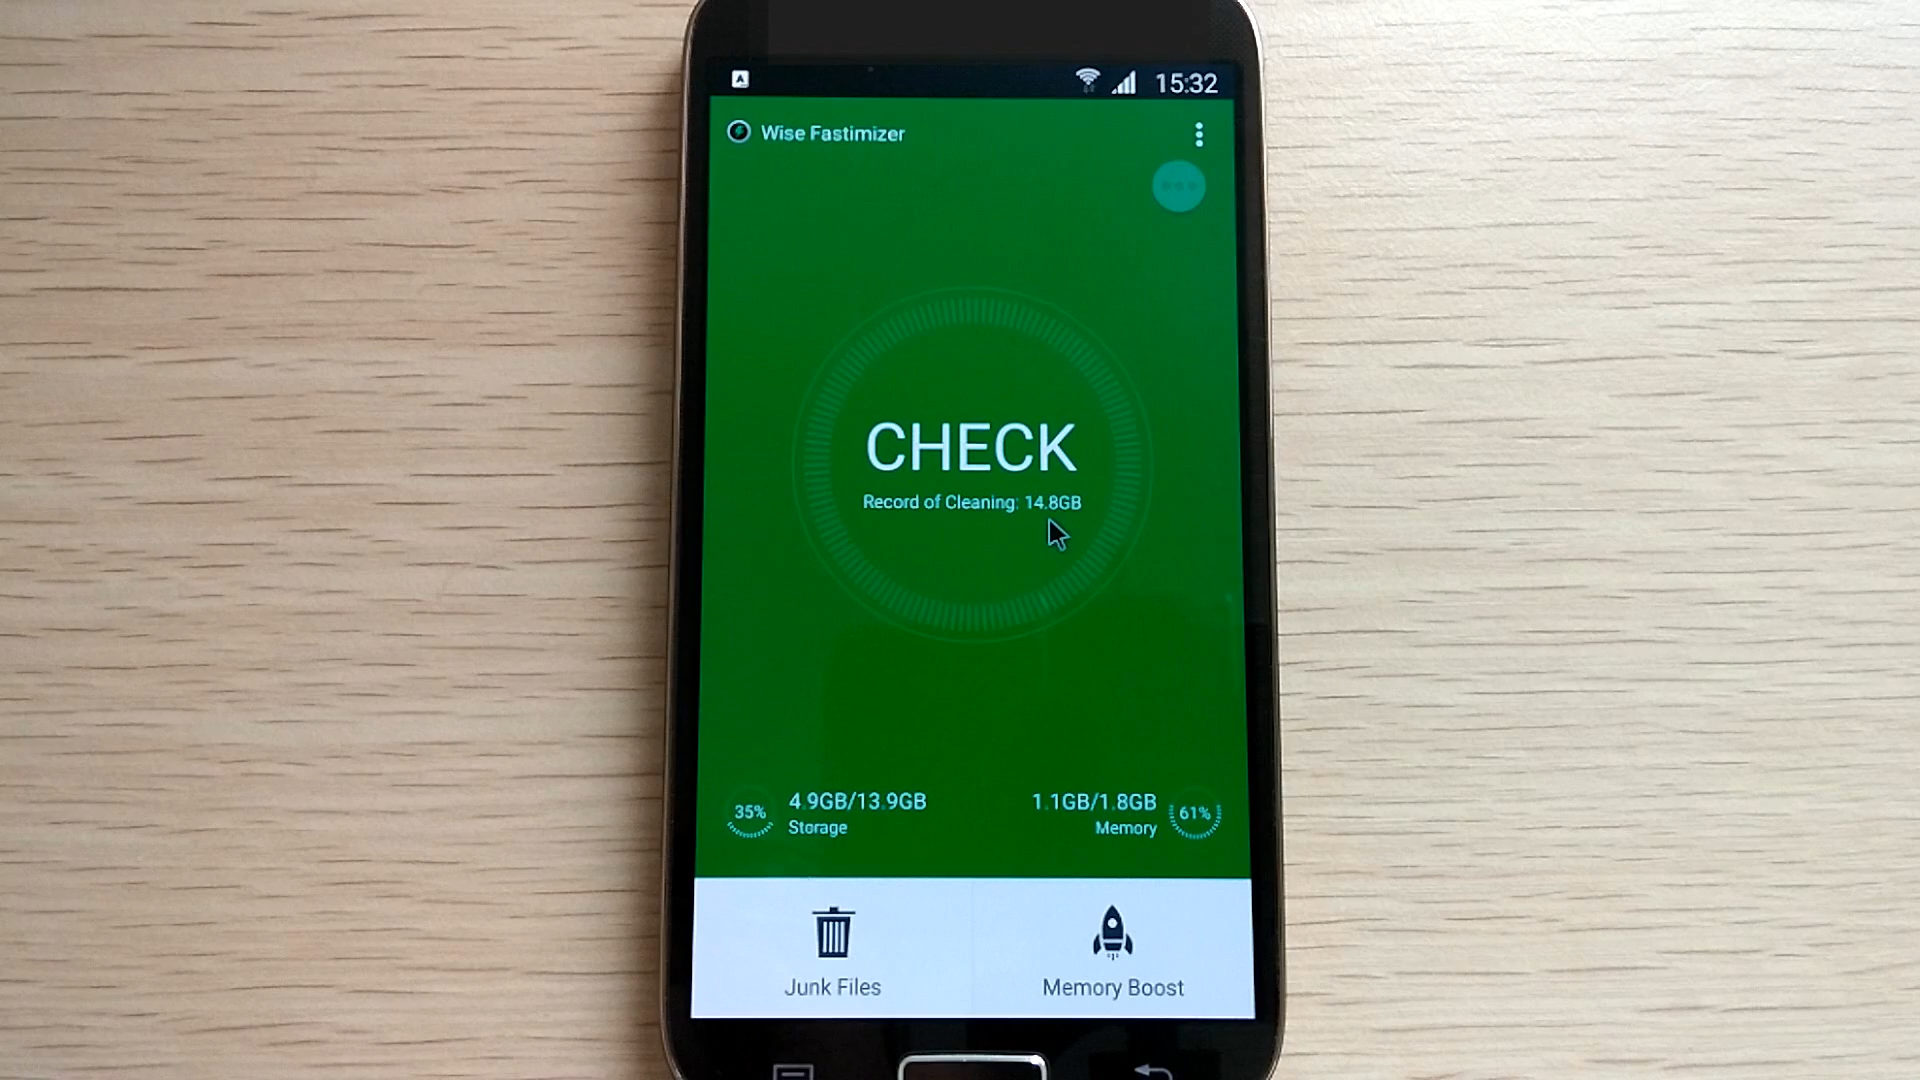 15:32
Wise Fastimizer
CHECK
Record of Cleaning: 14.8GB
35%
4.9GB/13.9GB
Storage
1.1GB/1.8GB
Memory
61%
Junk Files
Memory Boost